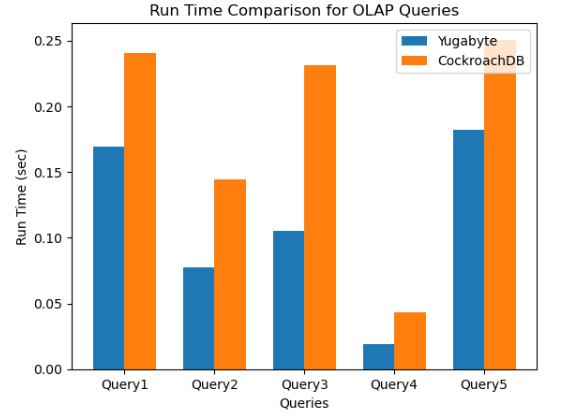 Run Time Comparison for OLAP Queries
Yugabyte
CockroachDB
Run Time (sec)
0.25
0.20
0.15
0.10
0.05
0.00
Query1 Query2 Query3 Query4 Query5
Queries